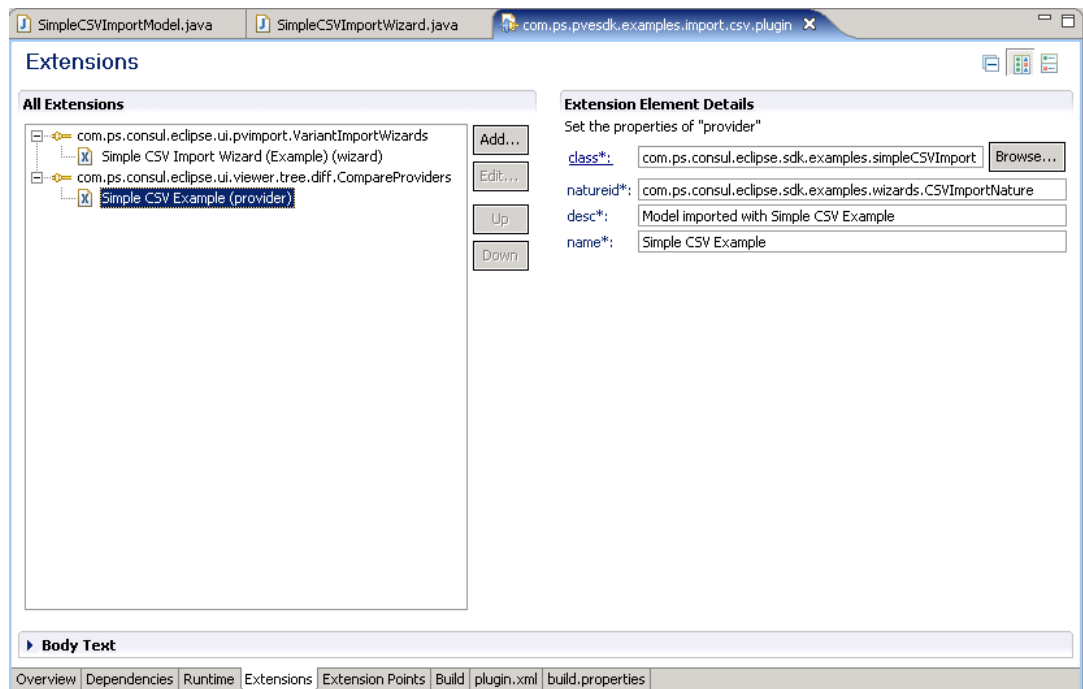 SimpleCSVImportModel.java SimpleCSVImportWizard.java com.ps.pvesdk.examples.import.csv.plugin
Extensions
All Extensions
com.ps.consul.eclipse.ui.pvimport.VariantImportWizards
Simple CSV Import Wizard (Example) (wizard)
com.ps.consul.eclipse.ui.viewer.tree.diff.CompareProviders
Simple CSV Example (provider)
Add...
Edit...
Up
Down
Extension Element Details
Set the properties of "provider"
class*: com.ps.consul.eclipse.sdk.examples.simpleCSVImport Browse...
natureid*: com.ps.consul.eclipse.sdk.examples.wizards.CSVImportNature
desc*: Model imported with Simple CSV Example
name*: Simple CSV Example
Body Text
Overview Dependencies Runtime Extensions Extension Points Build plugin.xml build.properties